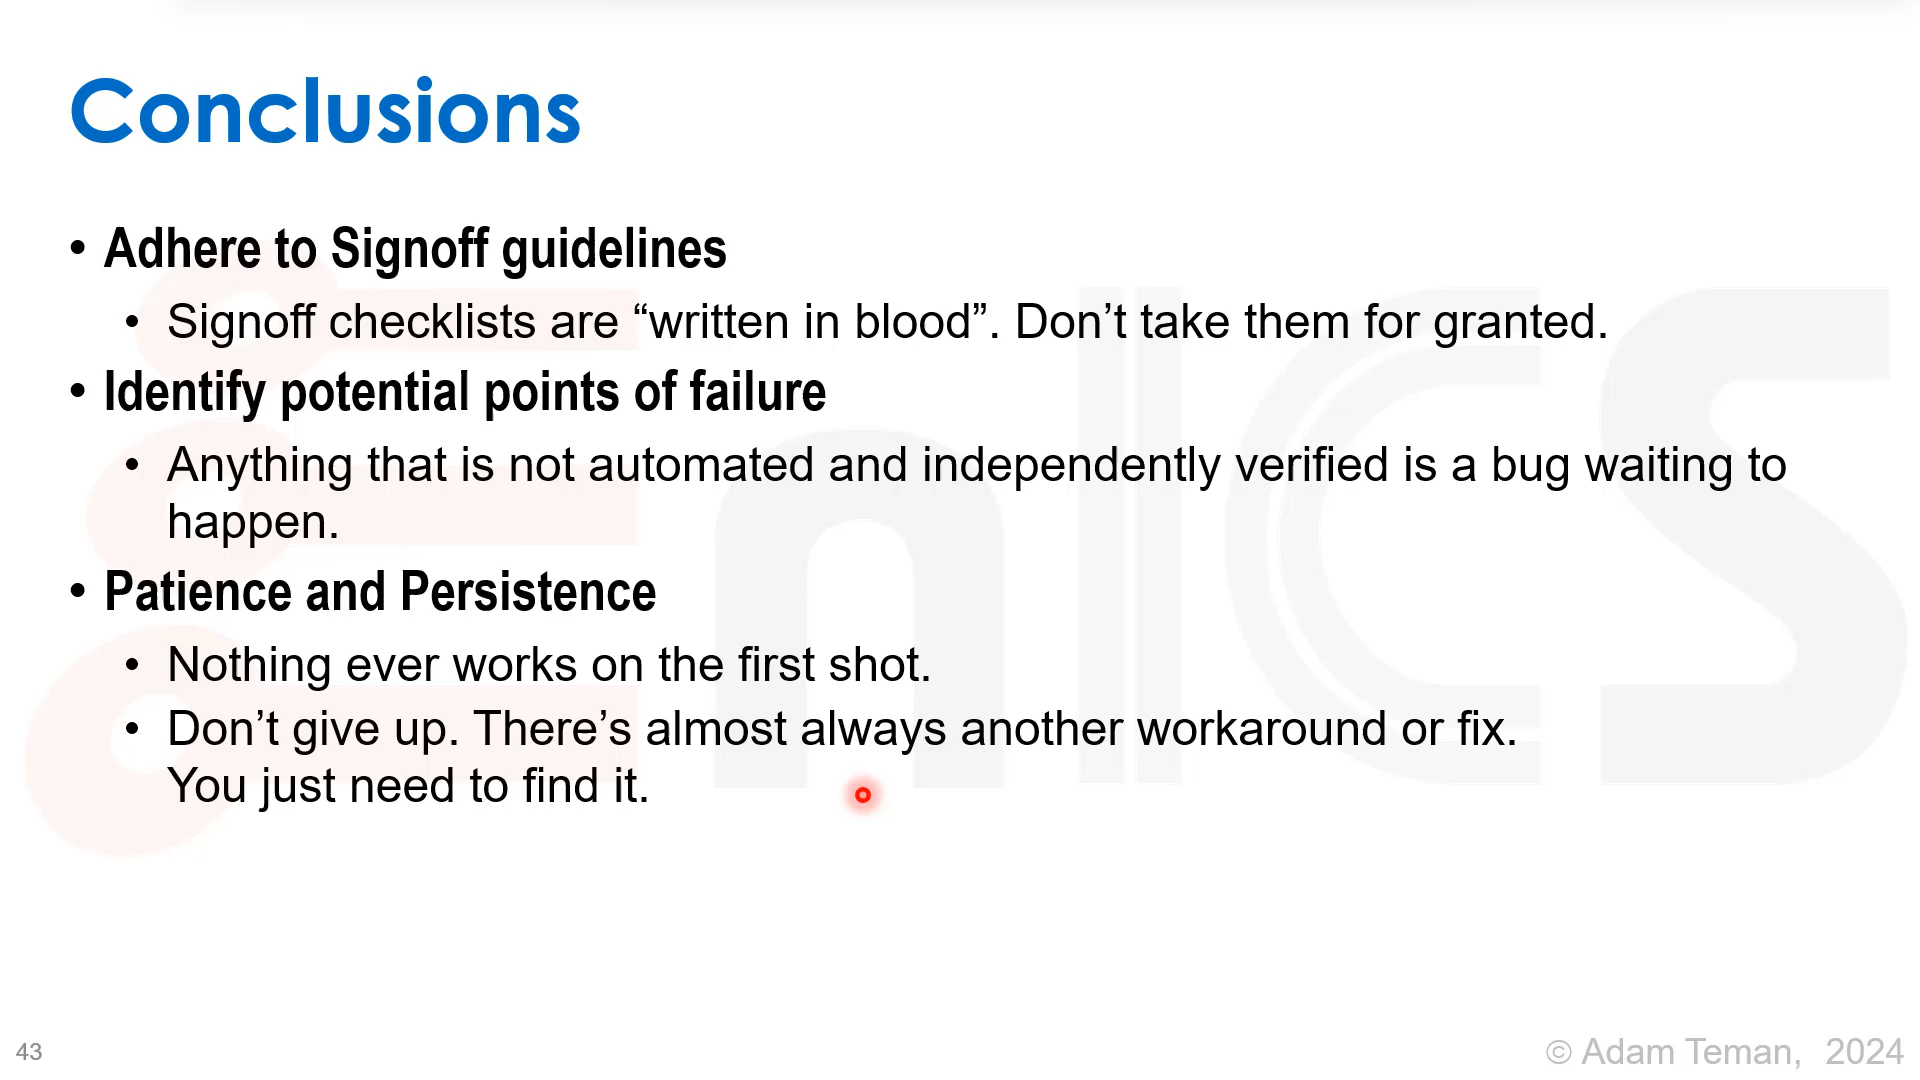 Conclusions
• Adhere to Signoff guidelines
• Signoff checklists are “written in blood”. Don’t take them for granted.
• Identify potential points of failure
• Anything that is not automated and independently verified is a bug waiting to
happen.
• Patience and Persistence
• Nothing ever works on the first shot.
• Don’t give up. There’s almost always another workaround or fix.
You just need to find it.
EnICS
43
© Adam Teman, 2024